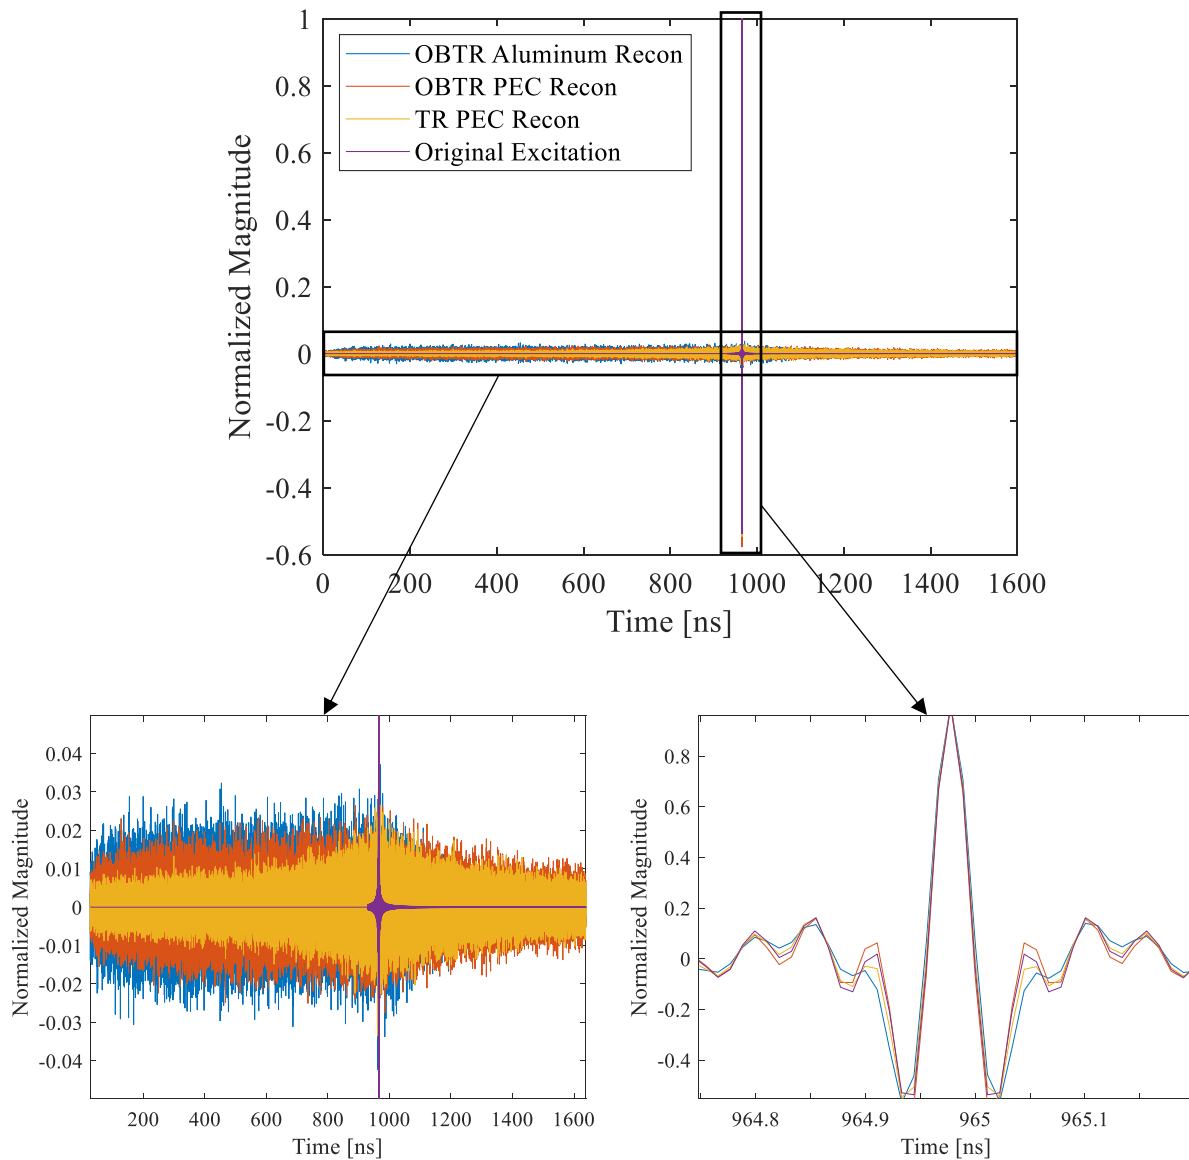 1
0.8
0.6
0.4
0.2
0
-0.2
-0.4
-0.6
Normalized Magnitude
OBTR Aluminum Recon
OBTR PEC Recon
TR PEC Recon
Original Excitation
0 200 400 600 800 1000 1200 1400 1600
Time [ns]
0.04
0.03
0.02
0.01
0
-0.01
-0.02
-0.03
-0.04
Normalized Magnitude
200 400 600 800 1000 1200 1400 1600
Time [ns]
0.8
0.6
0.4
0.2
0
-0.2
-0.4
Normalized Magnitude
964.8 964.9 965 965.1
Time [ns]